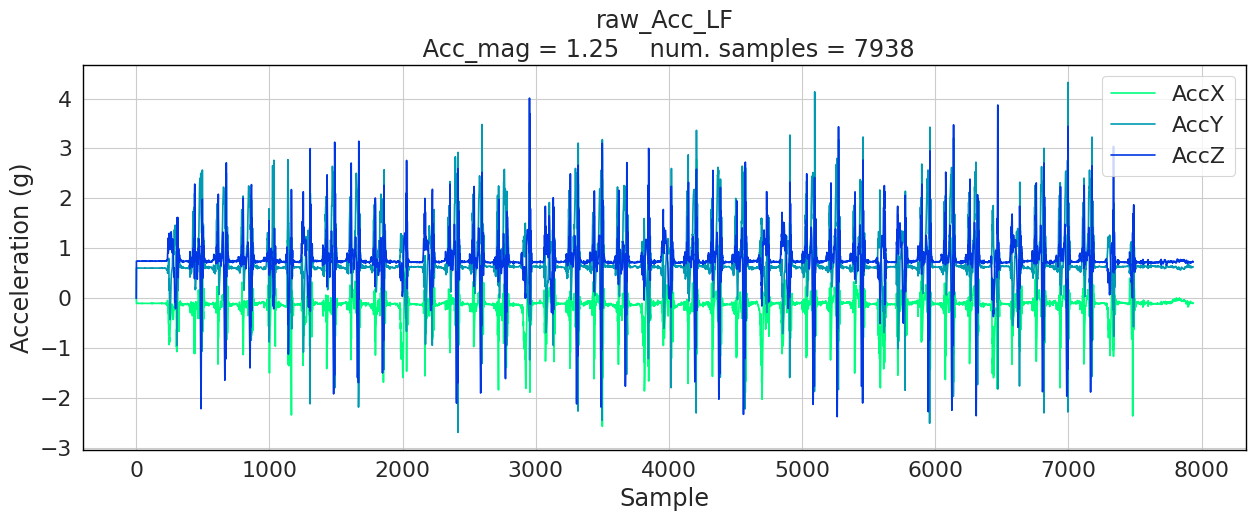 raw_Acc_LF
Acc_mag = 1.25    num. samples = 7938
Acceleration (g)
4
3
2
1
0
−1
−2
−3
AccX
AccY
AccZ
0 1000 2000 3000 4000 5000 6000 7000 8000
Sample